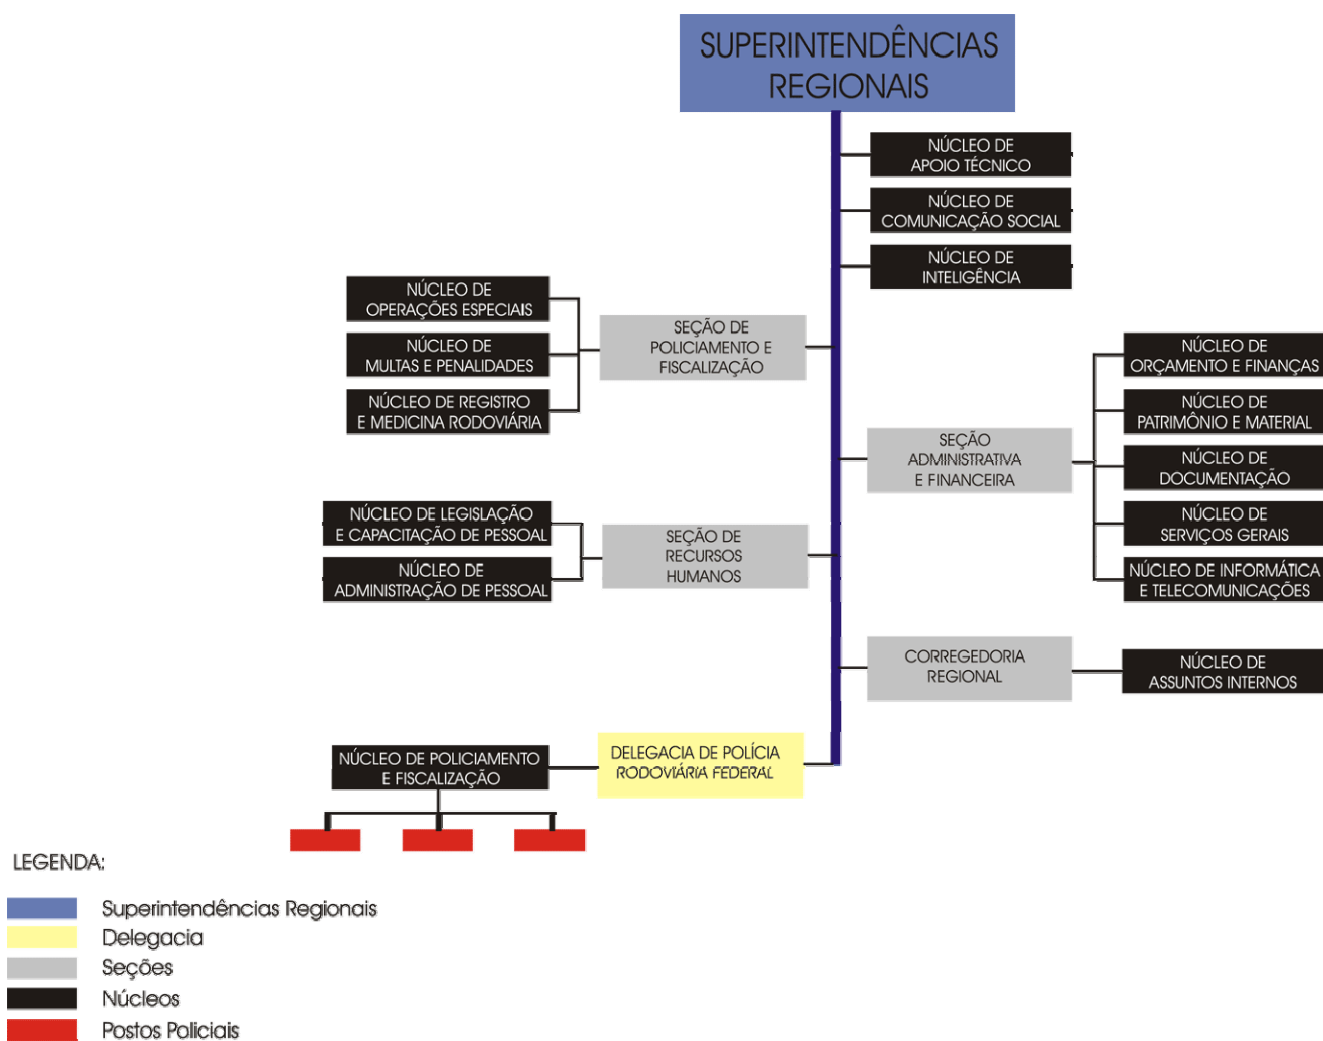 SUPERINTENDÊNCIAS
REGIONAIS
NÚCLEO DE
APOIO TÉCNICO
NÚCLEO DE
COMUNICAÇÃO SOCIAL
NÚCLEO DE
INTELIGÊNCIA
NÚCLEO DE
OPERAÇÕES ESPECIAIS
NÚCLEO DE
MULTAS E PENALIDADES
NÚCLEO DE REGISTRO
E MEDICINA RODOVIÁRIA
SEÇÃO DE
POLICIAMENTO E
FISCALIZAÇÃO
SEÇÃO
ADMINISTRATIVA
E FINANCEIRA
NÚCLEO DE
ORÇAMENTO E FINANÇAS
NÚCLEO DE
PATRIMÔNIO E MATERIAL
NÚCLEO DE
DOCUMENTAÇÃO
NÚCLEO DE
SERVIÇOS GERAIS
NÚCLEO DE INFORMÁTICA
E TELECOMUNICAÇÕES
NÚCLEO DE LEGISLAÇÃO
E CAPACITAÇÃO DE PESSOAL
NÚCLEO DE
ADMINISTRAÇÃO DE PESSOAL
SEÇÃO DE
RECURSOS
HUMANOS
CORREGEDORIA
REGIONAL
NÚCLEO DE
ASSUNTOS INTERNOS
NÚCLEO DE POLICIAMENTO
E FISCALIZAÇÃO
DELEGACIA DE POLÍCIA
RODOVIÁRIA FEDERAL
LEGENDA:
Superintendências Regionais
Delegacia
Seções
Núcleos
Postos Policiais